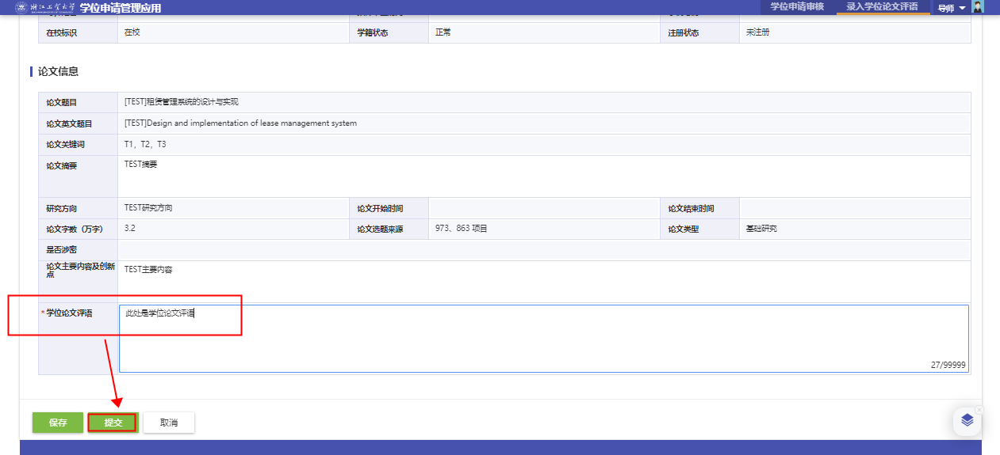 浙江工业大学 学位申请管理应用 学位申请审核 录入学位论文评语 导师
在校标识 在校 学籍状态 正常 注册状态 未注册
论文信息
论文题目 [TEST]租赁管理系统的设计与实现
论文英文题目 [TEST]Design and implementation of lease management system
论文关键词 T1，T2，T3
论文摘要 TEST摘要
研究方向 TEST研究方向 论文开始时间 论文结束时间
论文字数（万字） 3.2 论文选题来源 973、863 项目 论文类型 基础研究
是否涉密
论文主要内容及创新
点
TEST主要内容
*学位论文评语 此处是学位论文评语
27/99999
保存 提交 取消